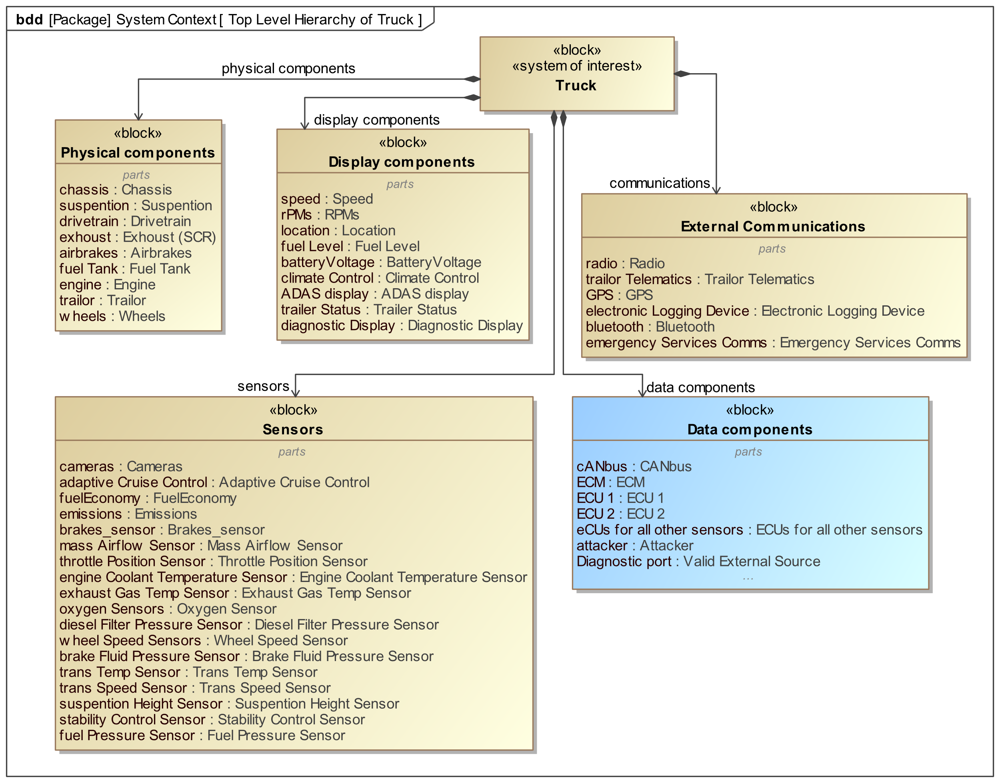 bdd [Package] System Context [ Top Level Hierarchy of Truck ]
«block»
«system of interest»
Truck
physical components
display components
communications
«block»
Physical components
parts
chassis : Chassis
suspention : Suspention
drivetrain : Drivetrain
exhoust : Exhoust (SCR)
airbrakes : Airbrakes
fuel Tank : Fuel Tank
engine : Engine
trailor : Trailor
wheels : Wheels
«block»
Display components
parts
speed : Speed
rPMs : RPMs
location : Location
fuel Level : Fuel Level
batteryVoltage : BatteryVoltage
climate Control : Climate Control
ADAS display : ADAS display
trailer Status : Trailer Status
diagnostic Display : Diagnostic Display
«block»
External Communications
parts
radio : Radio
trailor Telematics : Trailor Telematics
GPS : GPS
electronic Logging Device : Electronic Logging Device
bluetooth : Bluetooth
emergency Services Comms : Emergency Services Comms
sensors
data components
«block»
Sensors
parts
cameras : Cameras
adaptive Cruise Control : Adaptive Cruise Control
fuelEconomy : FuelEconomy
emissions : Emissions
brakes_sensor : Brakes_sensor
mass Airflow Sensor : Mass Airflow Sensor
throttle Position Sensor : Throttle Position Sensor
engine Coolant Temperature Sensor : Engine Coolant Temperature Sensor
exhaust Gas Temp Sensor : Exhaust Gas Temp Sensor
oxygen Sensors : Oxygen Sensor
diesel Filter Pressure Sensor : Diesel Filter Pressure Sensor
wheel Speed Sensors : Wheel Speed Sensor
brake Fluid Pressure Sensor : Brake Fluid Pressure Sensor
trans Temp Sensor : Trans Temp Sensor
trans Speed Sensor : Trans Speed Sensor
suspention Height Sensor : Suspention Height Sensor
stability Control Sensor : Stability Control Sensor
fuel Pressure Sensor : Fuel Pressure Sensor
«block»
Data components
parts
cANbus : CANbus
ECM : ECM
ECU 1 : ECU 1
ECU 2 : ECU 2
eCUs for all other sensors : ECUs for all other sensors
attacker : Attacker
Diagnostic port : Valid External Source
...